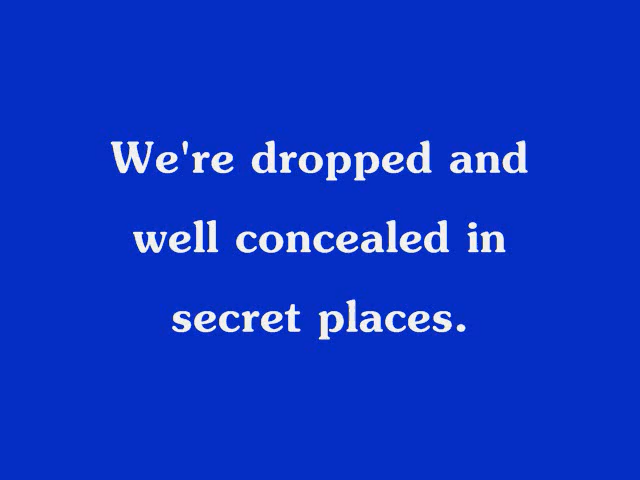 We're dropped and
well concealed in
secret places.